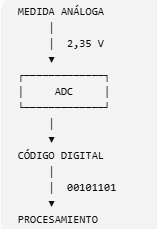 MEDIDA ANÁLOGA
2,35 V
ADC
CÓDIGO DIGITAL
00101101
PROCESAMIENTO